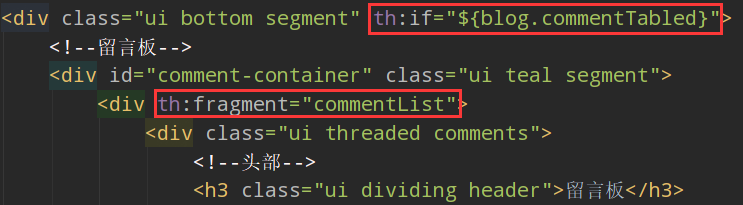 <div class="ui bottom segment" th:if="${blog.commentTabled}">
<!--留言板-->
<div id="comment-container" class="ui teal segment">
<div th:fragment="commentList">
<div class="ui threaded comments">
<!--头部-->
<h3 class="ui dividing header">留言板</h3>